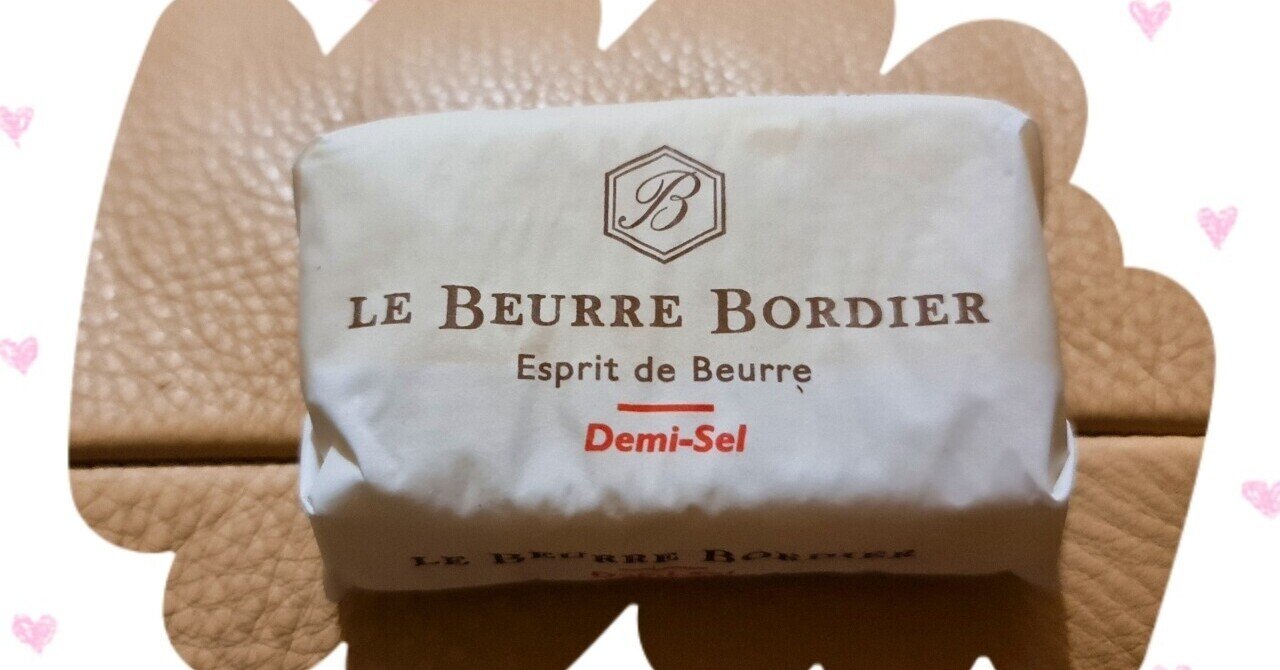 B
LE BEURRE BORDIER
Esprit de Beurre
Demi-Sel
LE BEURRE BORDIER